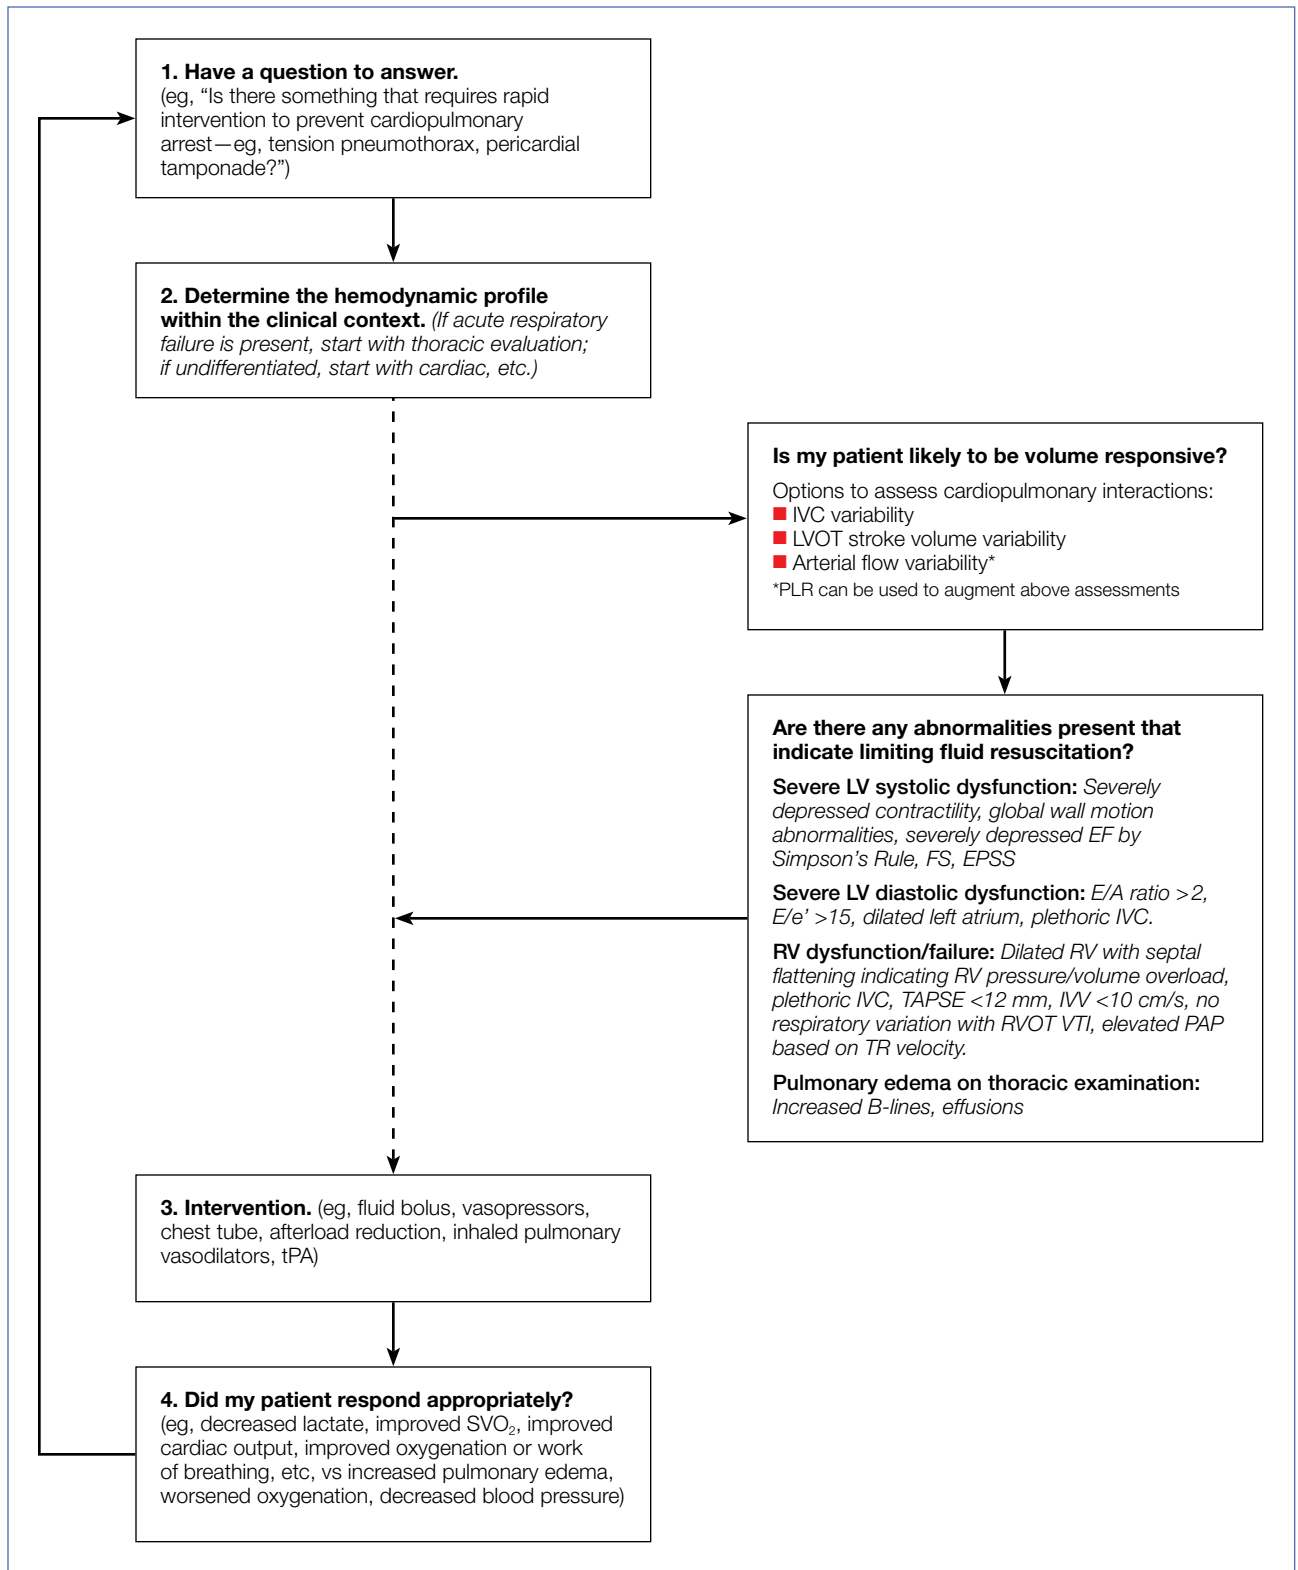 1. Have a question to answer.
(eg, “Is there something that requires rapid
intervention to prevent cardiopulmonary
arrest—eg, tension pneumothorax, pericardial
tamponade?”)
2. Determine the hemodynamic profile
within the clinical context. (If acute respiratory
failure is present, start with thoracic evaluation;
if undifferentiated, start with cardiac, etc.)
Is my patient likely to be volume responsive?
Options to assess cardiopulmonary interactions:
■ IVC variability
■ LVOT stroke volume variability
■ Arterial flow variability*
*PLR can be used to augment above assessments
Are there any abnormalities present that
indicate limiting fluid resuscitation?
Severe LV systolic dysfunction: Severely
depressed contractility, global wall motion
abnormalities, severely depressed EF by
Simpson’s Rule, FS, EPSS
Severe LV diastolic dysfunction: E/A ratio >2,
E/e’ >15, dilated left atrium, plethoric IVC.
RV dysfunction/failure: Dilated RV with septal
flattening indicating RV pressure/volume overload,
plethoric IVC, TAPSE <12 mm, IVV <10 cm/s, no
respiratory variation with RVOT VTI, elevated PAP
based on TR velocity.
Pulmonary edema on thoracic examination:
Increased B-lines, effusions
3. Intervention. (eg, fluid bolus, vasopressors,
chest tube, afterload reduction, inhaled pulmonary
vasodilators, tPA)
4. Did my patient respond appropriately?
(eg, decreased lactate, improved SVO₂, improved
cardiac output, improved oxygenation or work
of breathing, etc, vs increased pulmonary edema,
worsened oxygenation, decreased blood pressure)